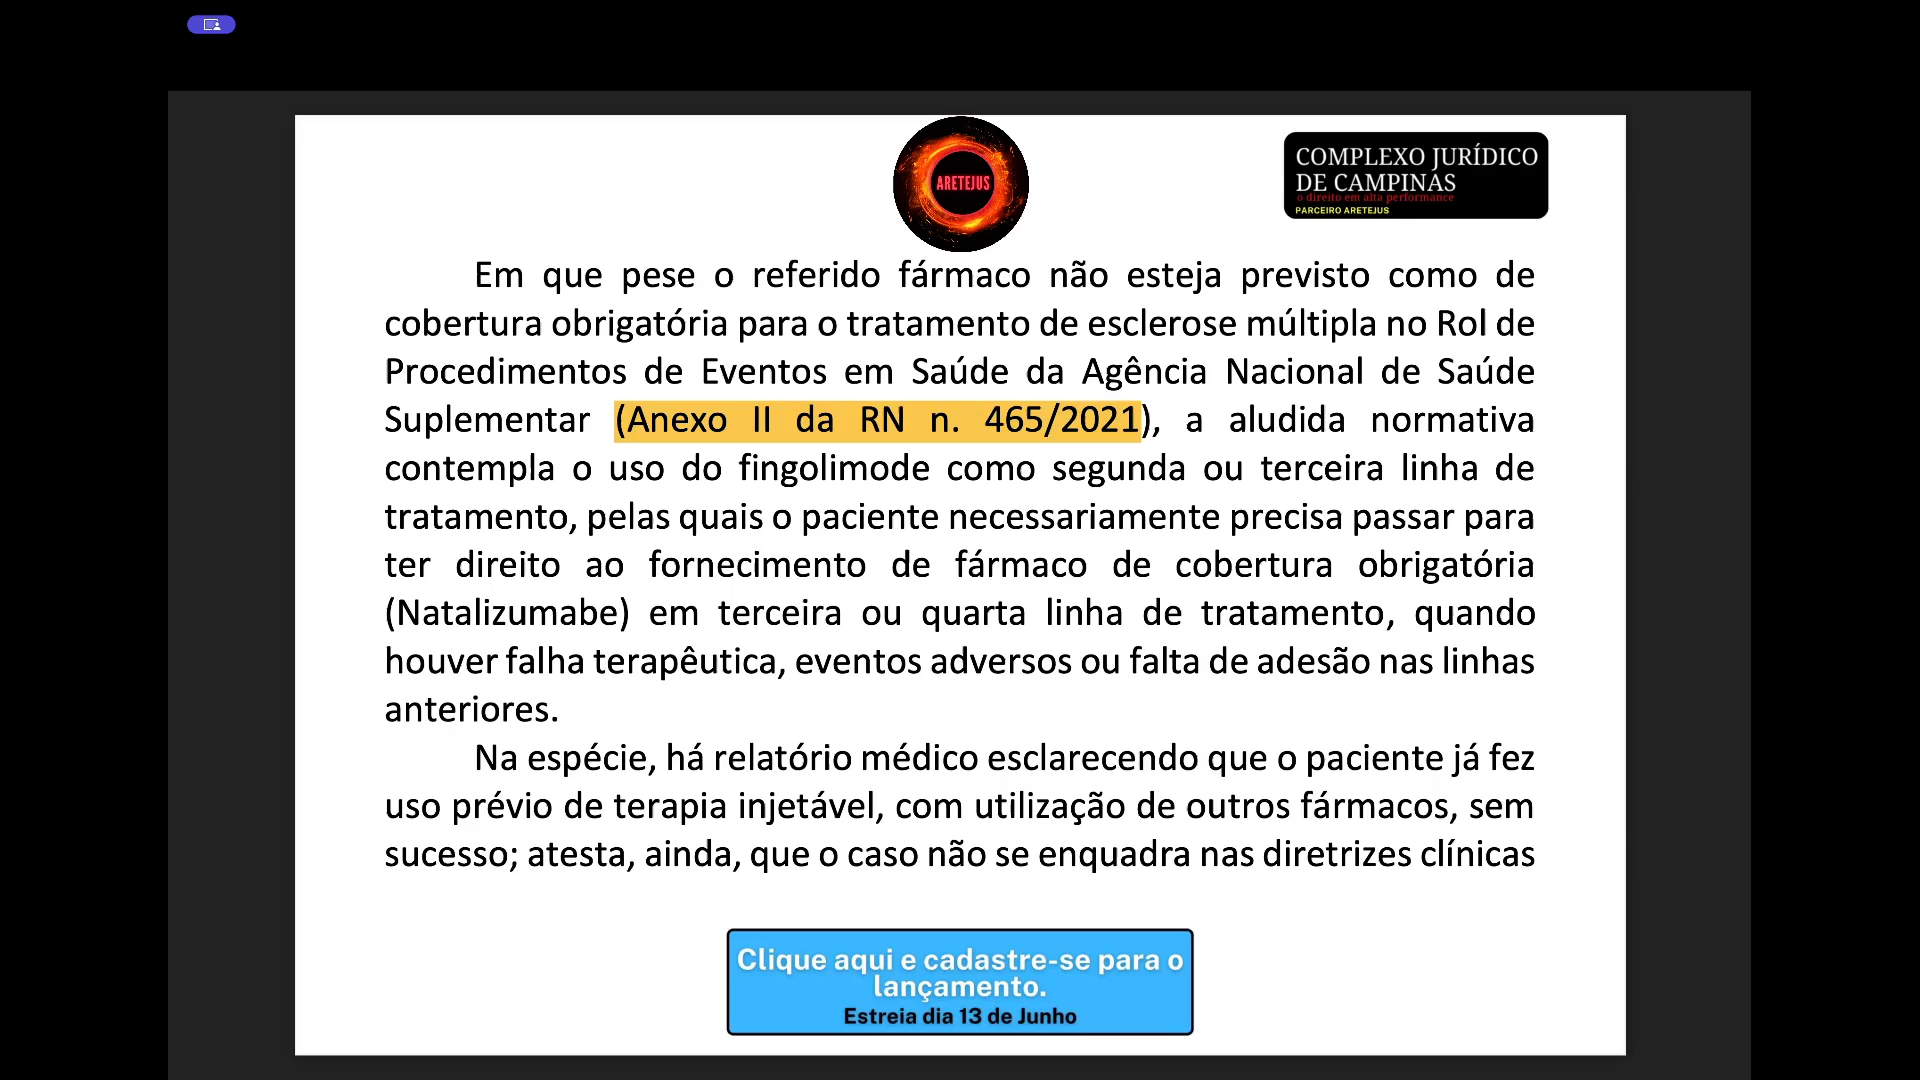 ARETEJUS
COMPLEXO JURÍDICO
DE CAMPINAS
o direito em alta performance
PARCEIRO ARETEJUS
Em que pese o referido fármaco não esteja previsto como de
cobertura obrigatória para o tratamento de esclerose múltipla no Rol de
Procedimentos de Eventos em Saúde da Agência Nacional de Saúde
Suplementar (Anexo II da RN n. 465/2021), a aludida normativa
contempla o uso do fingolimode como segunda ou terceira linha de
tratamento, pelas quais o paciente necessariamente precisa passar para
ter direito ao fornecimento de fármaco de cobertura obrigatória
(Natalizumabe) em terceira ou quarta linha de tratamento, quando
houver falha terapêutica, eventos adversos ou falta de adesão nas linhas
anteriores.
Na espécie, há relatório médico esclarecendo que o paciente já fez
uso prévio de terapia injetável, com utilização de outros fármacos, sem
sucesso; atesta, ainda, que o caso não se enquadra nas diretrizes clínicas
Clique aqui e cadastre-se para o
lançamento.
Estreia dia 13 de Junho